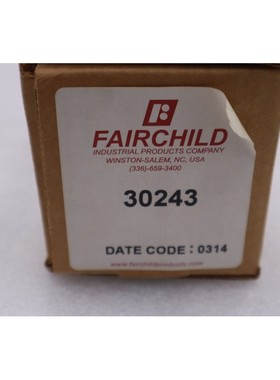 FAIRCHILD
INDUSTRIAL PRODUCTS COMPANY
WINSTON-SALEM, NC, USA
(336)-659-3400
30243
DATE CODE : 0314
www.fairchildproducts.com